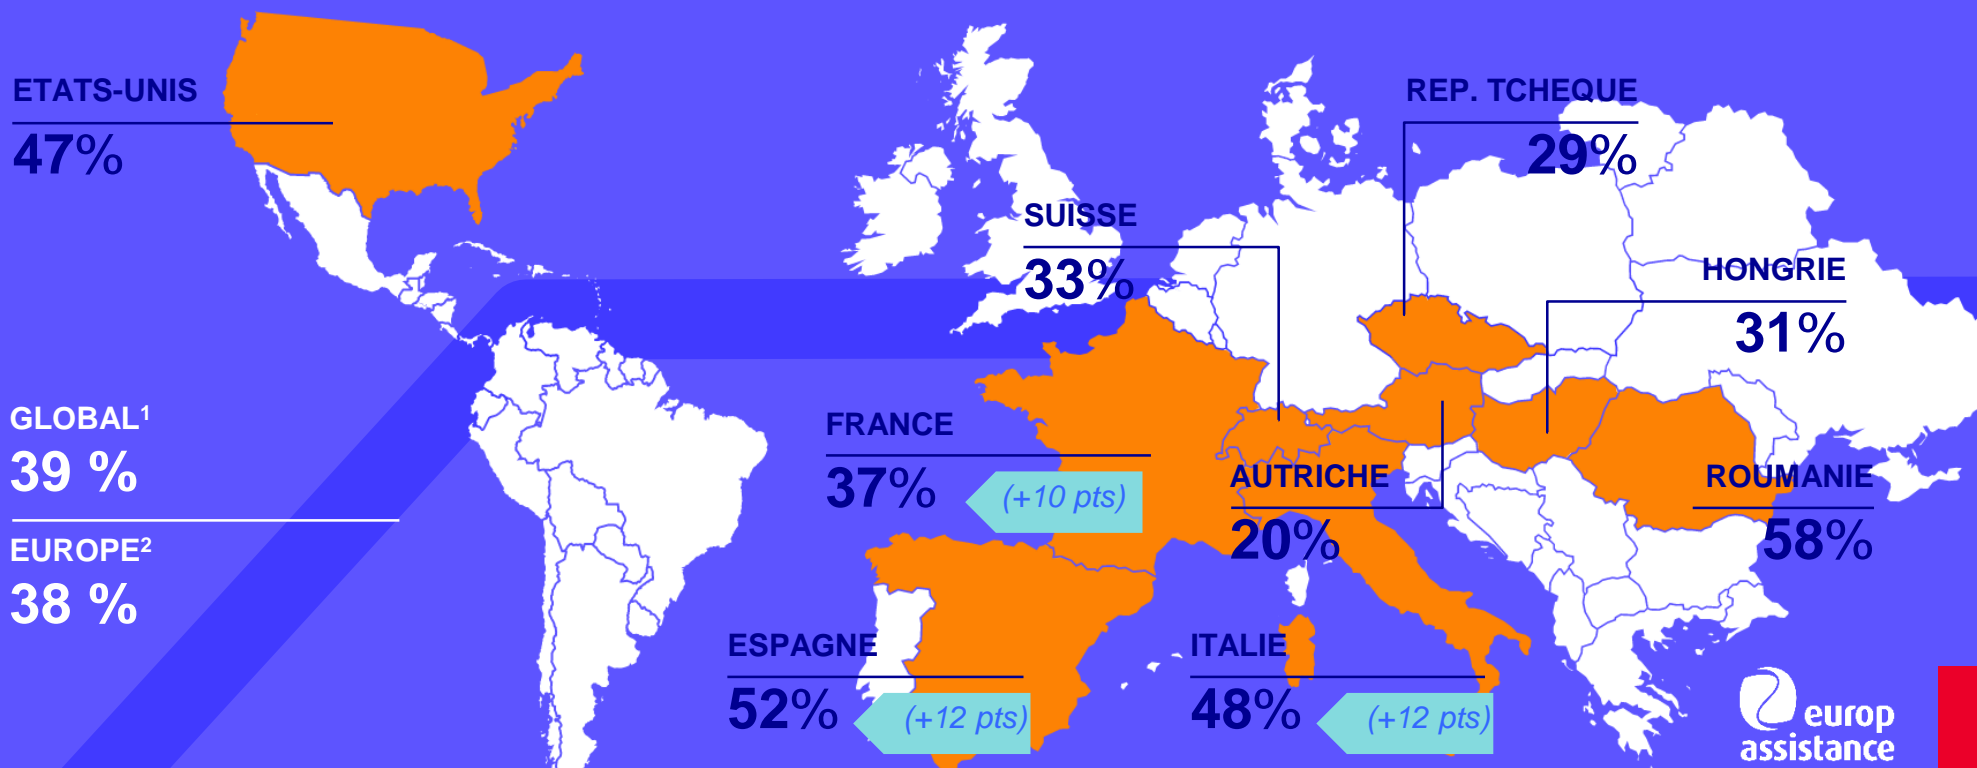 ETATS-UNIS
47%
REP. TCHEQUE
29%
SUISSE
33%
HONGRIE
31%
GLOBAL¹
39 %
EUROPE²
38 %
FRANCE
37%
(+10 pts)
AUTRICHE
20%
ROUMANIE
58%
ESPAGNE
52%
(+12 pts)
ITALIE
48%
(+12 pts)
europ
assistance